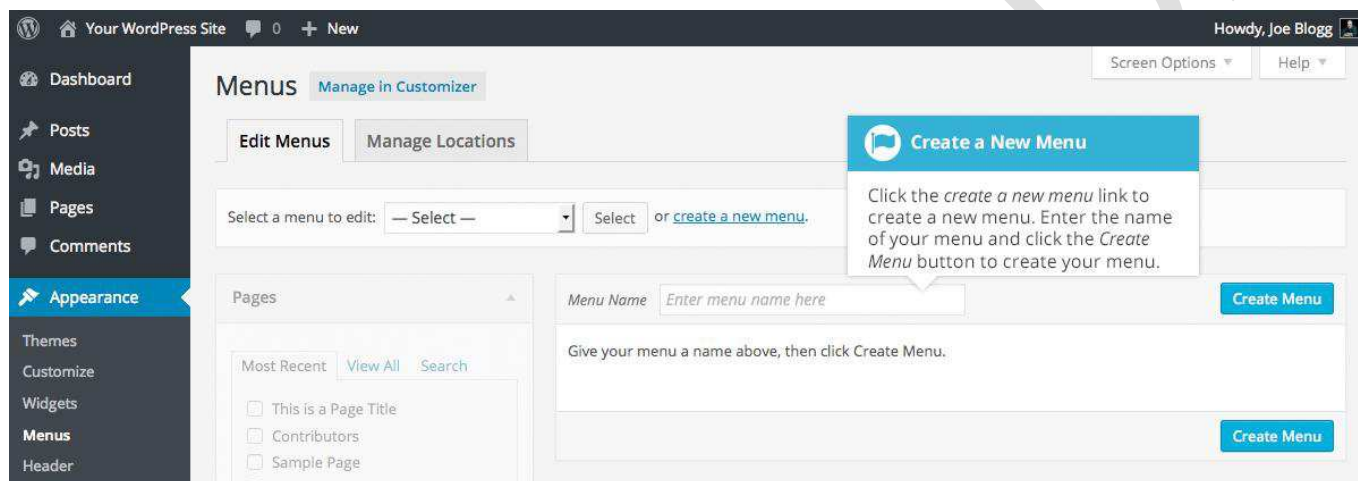 Your WordPress Site 0 + New Howdy, Joe Blogg
Screen Options Help
Dashboard
Posts
Media
Pages
Comments
Appearance
Themes
Customize
Widgets
Menus
Header
Menus Manage in Customizer
Edit Menus Manage Locations
Select a menu to edit: — Select — Select or create a new menu.
Create a New Menu
Click the create a new menu link to
create a new menu. Enter the name
of your menu and click the Create
Menu button to create your menu.
Pages
Most Recent View All Search
This is a Page Title
Contributors
Sample Page
Menu Name Enter menu name here Create Menu
Give your menu a name above, then click Create Menu.
Create Menu